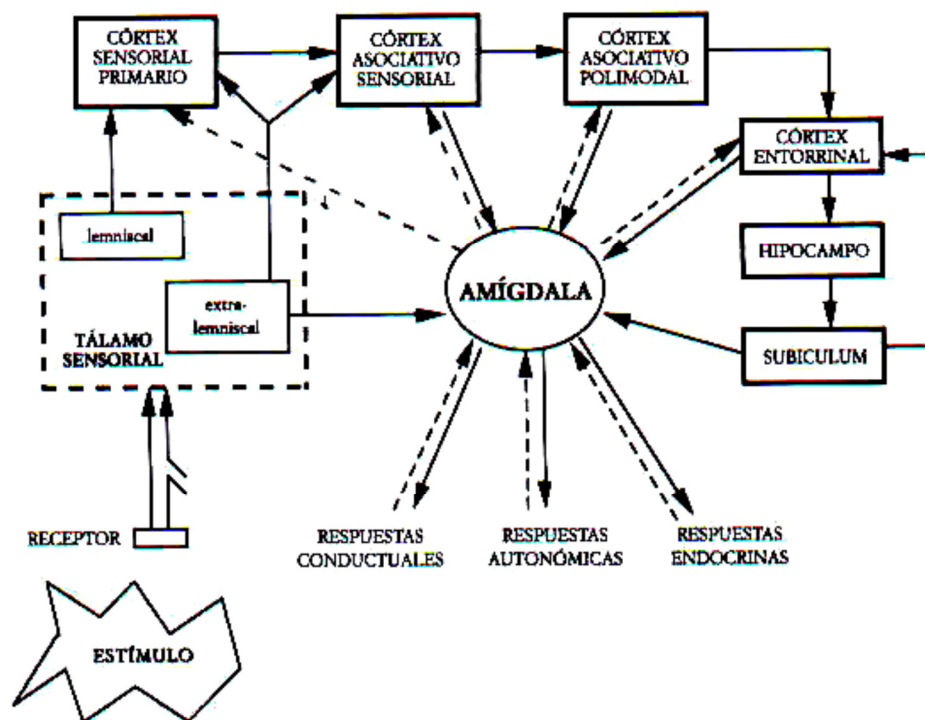 CÓRTEX
SENSORIAL
PRIMARIO
CÓRTEX
ASOCIATIVO
SENSORIAL
CÓRTEX
ASOCIATIVO
POLIMODAL
CÓRTEX
ENTORRINAL
lemniscal
HIPOCAMPO
AMÍGDALA
extra-
lemniscal
TÁLAMO
SENSORIAL
SUBICULUM
RECEPTOR
RESPUESTAS
CONDUCTUALES
RESPUESTAS
AUTONÓMICAS
RESPUESTAS
ENDOCRINAS
ESTÍMULO